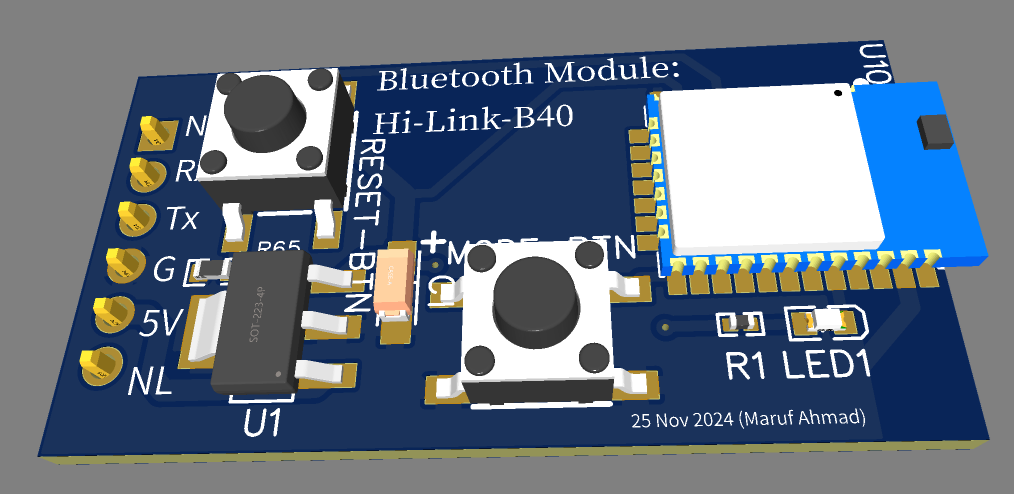 Bluetooth Module:
Hi-Link-B40
U10
RESET-BTN
Tx
R65
G
5V
NL
SOT-223-4P
U1
+
R1
LED1
25 Nov 2024 (Maruf Ahmad)